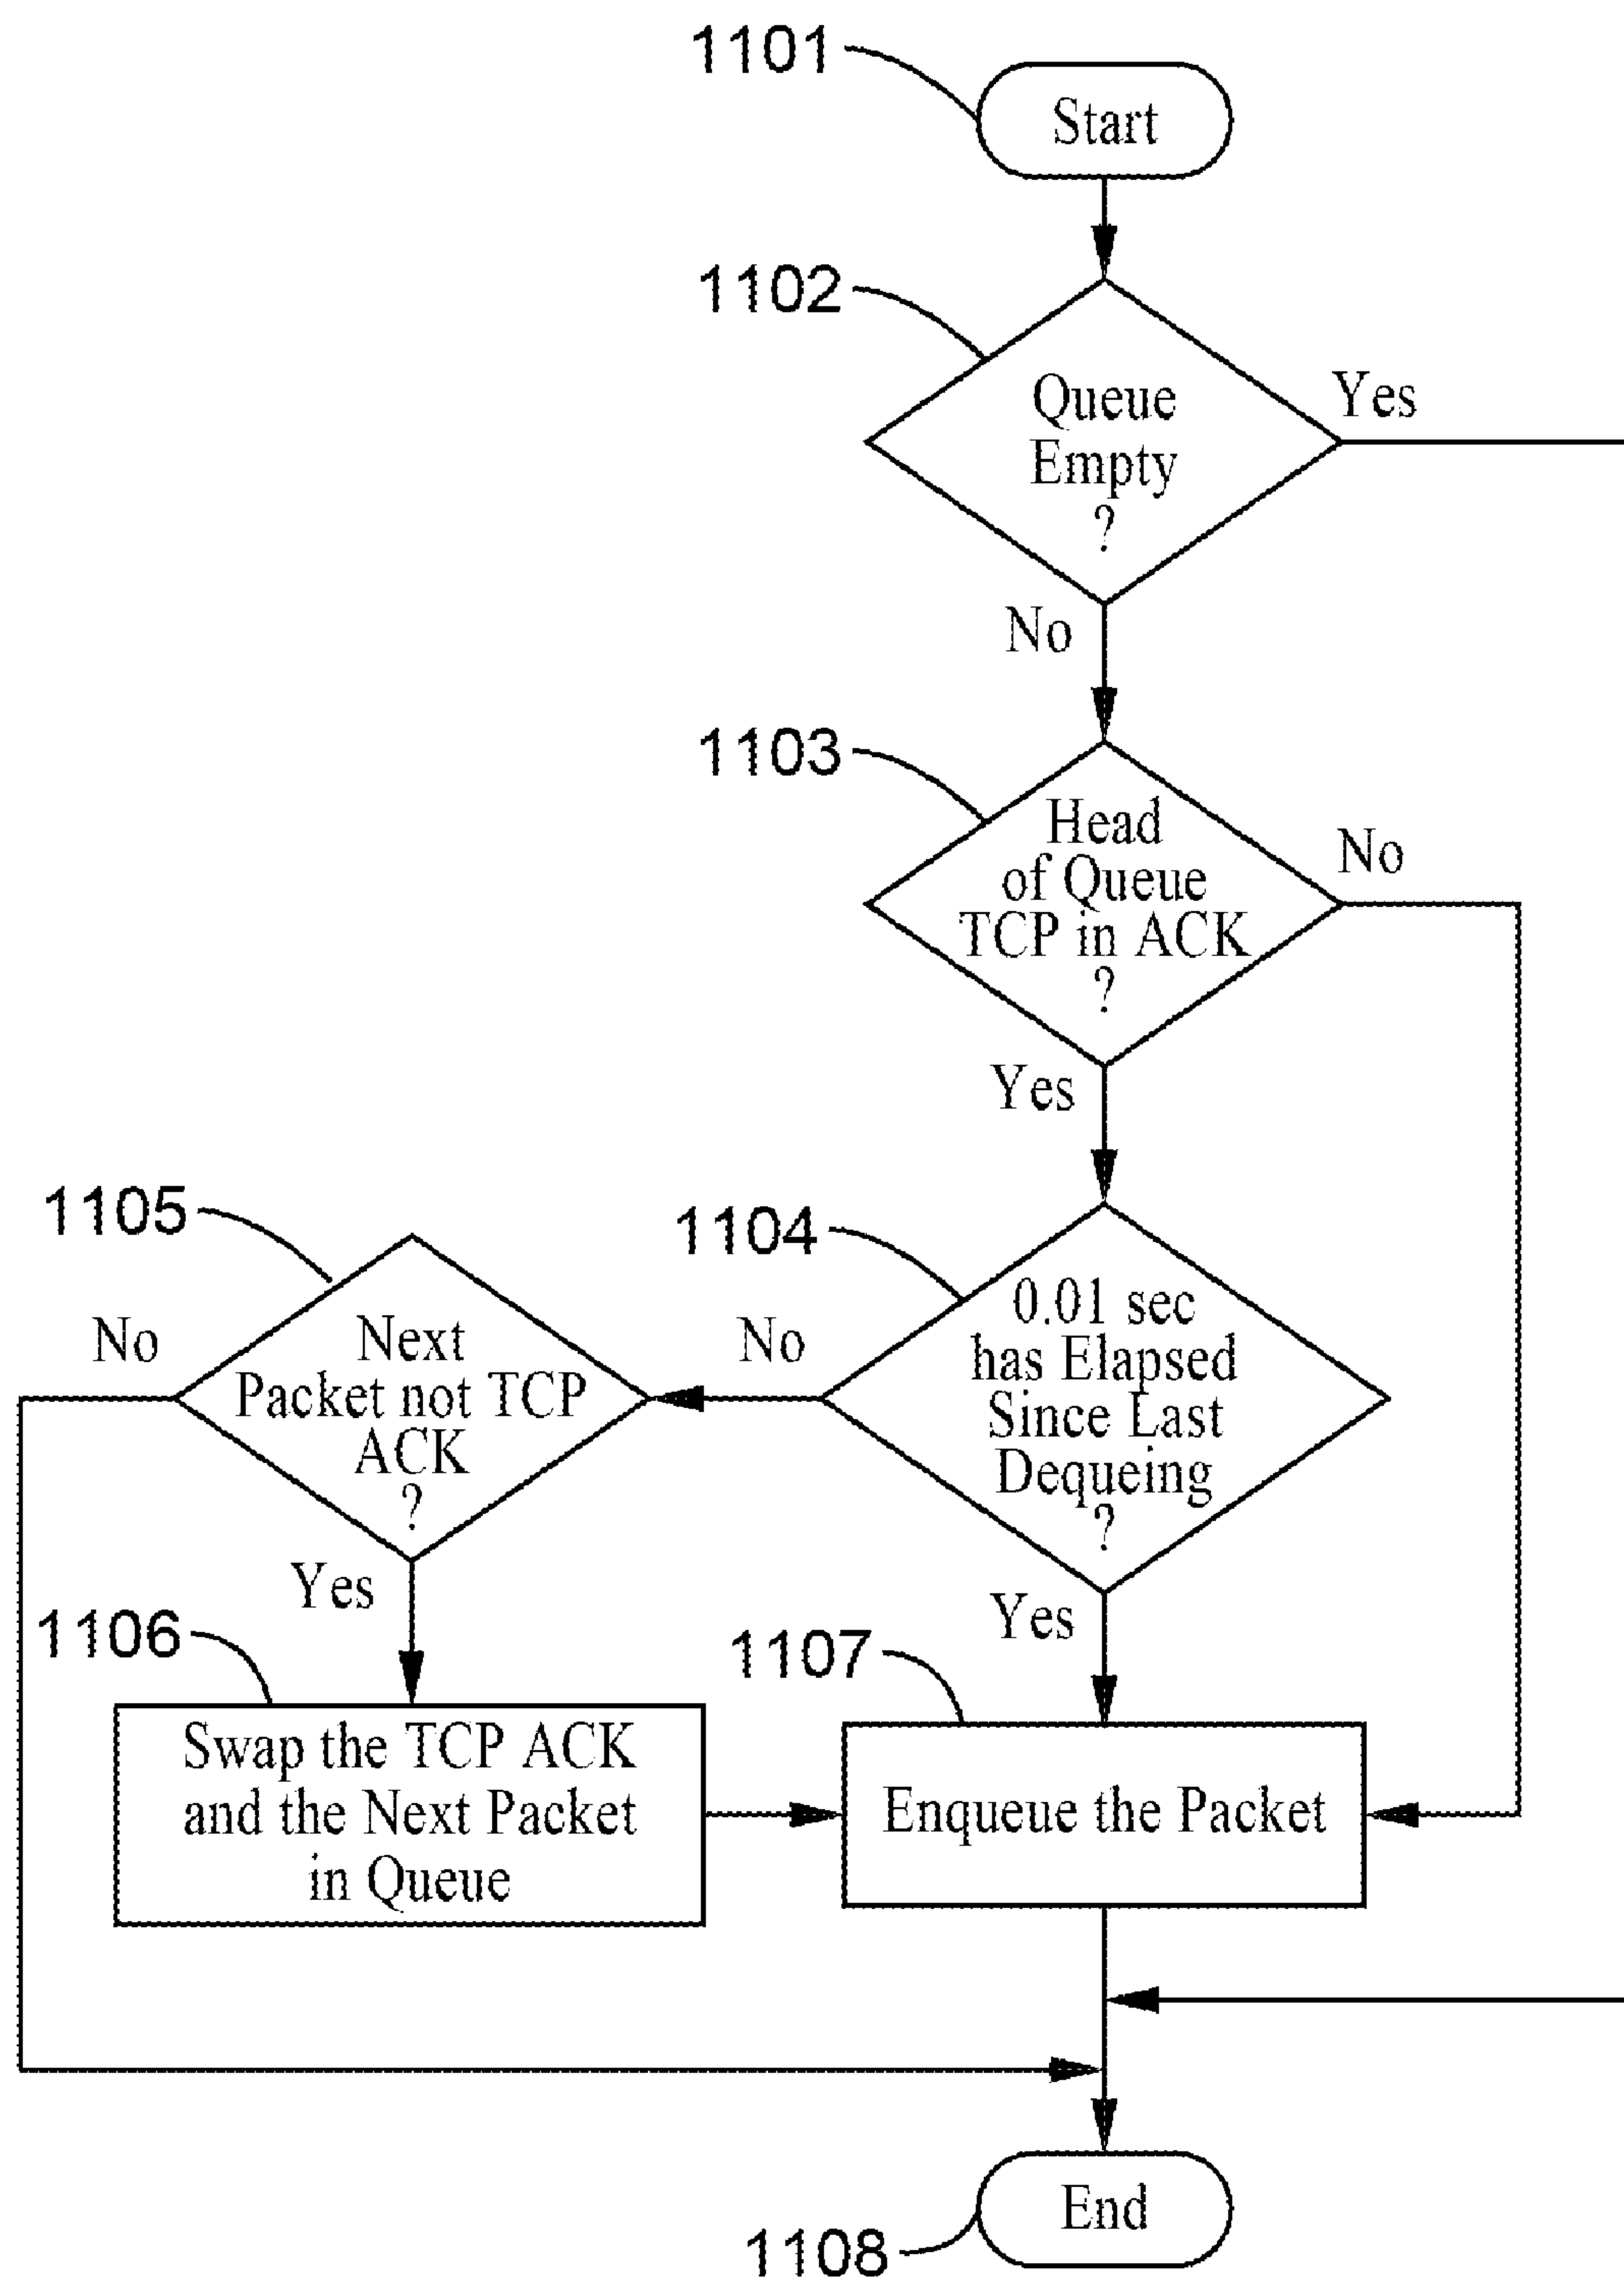 1101
Start
1102
Queue
Empty
?
Yes
No
1103
Head
of Queue
TCP in ACK
?
No
Yes
1104
0.01 sec
has Elapsed
Since Last
Dequeing
?
No
Yes
1105
Next
Packet not TCP
ACK
?
No
Yes
1106
Swap the TCP ACK
and the Next Packet
in Queue
1107
Enqueue the Packet
End
1108